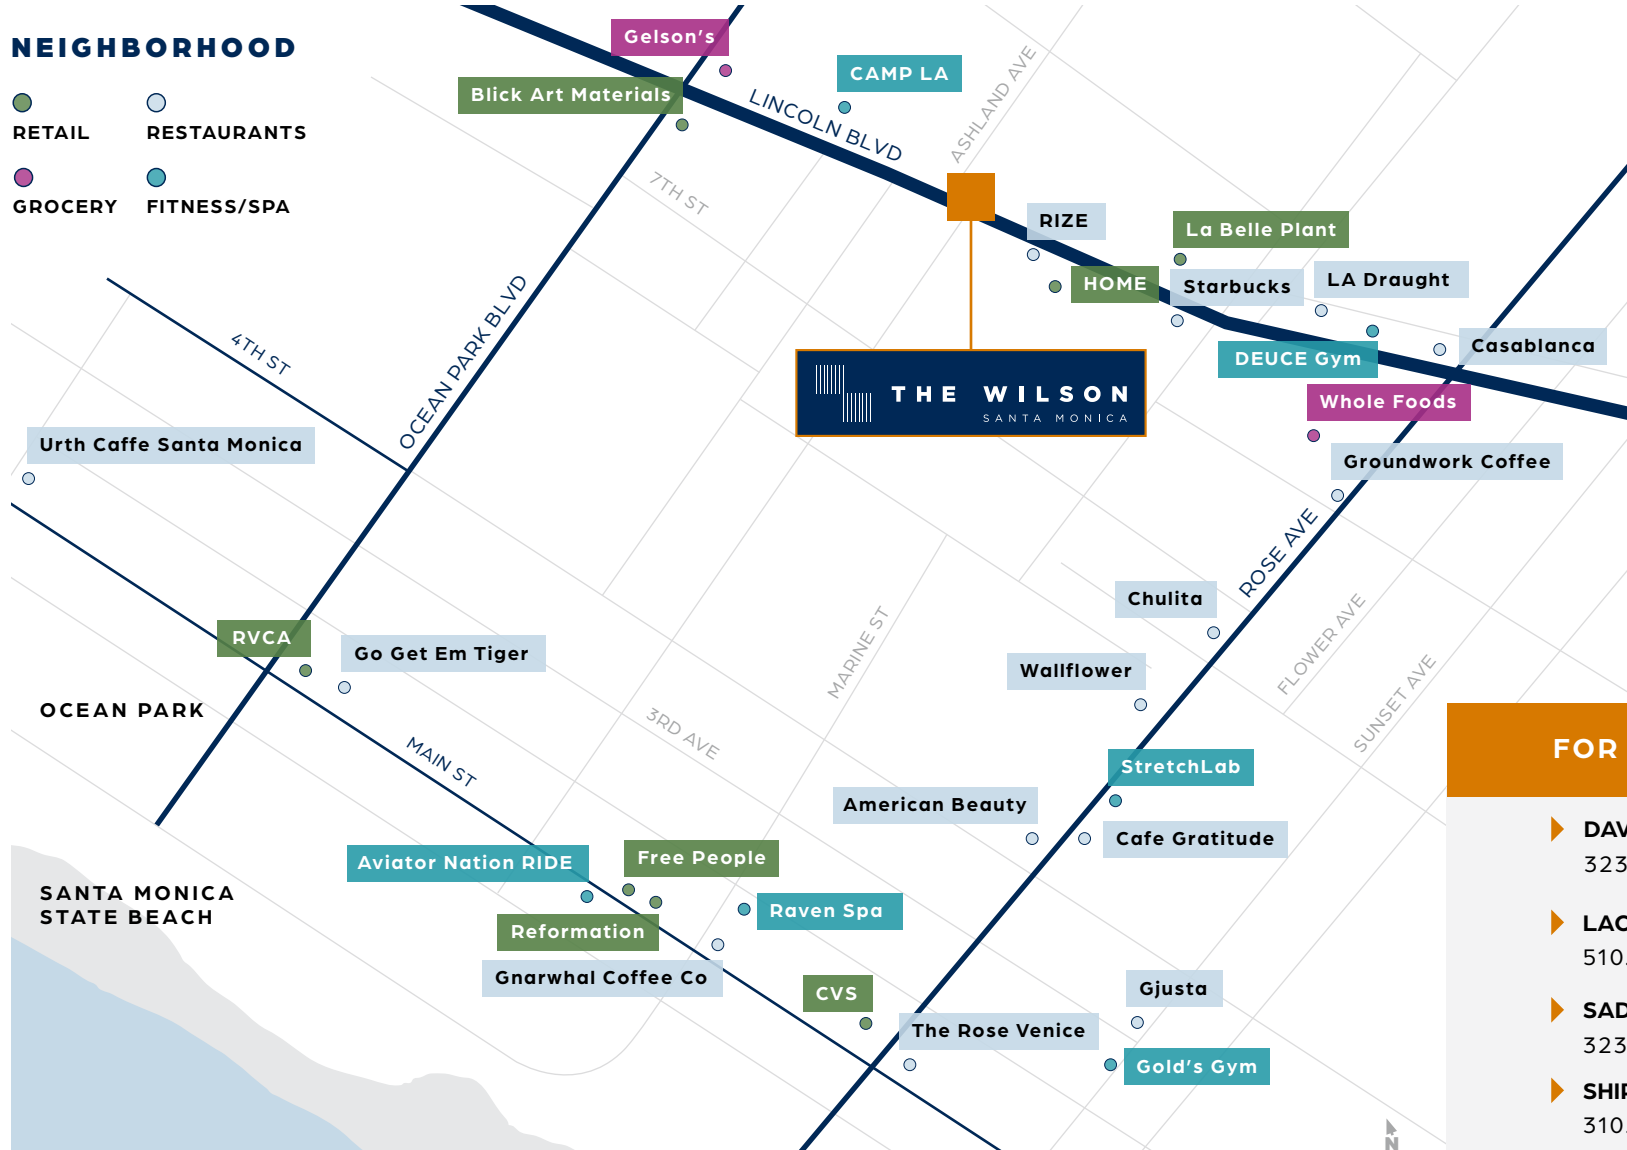 NEIGHBORHOOD
RETAIL
RESTAURANTS
GROCERY
FITNESS/SPA
Gelson's
Blick Art Materials
CAMP LA
LINCOLN BLVD
ASHLAND AVE
7TH ST
RIZE
La Belle Plant
HOME
Starbucks
LA Draught
DEUCE Gym
Casablanca
Whole Foods
Groundwork Coffee
THE WILSON
SANTA MONICA
4TH ST
OCEAN PARK BLVD
Urth Caffe Santa Monica
ROSE AVE
Chulita
Wallflower
FLOWER AVE
SUNSET AVE
MARINE ST
RVCA
Go Get Em Tiger
OCEAN PARK
3RD AVE
MAIN ST
StretchLab
American Beauty
Cafe Gratitude
Aviator Nation RIDE
Free People
Raven Spa
Reformation
Gnarwhal Coffee Co
SANTA MONICA
STATE BEACH
CVS
The Rose Venice
Gjusta
Gold's Gym
N
FOR
323
510.
323
310.